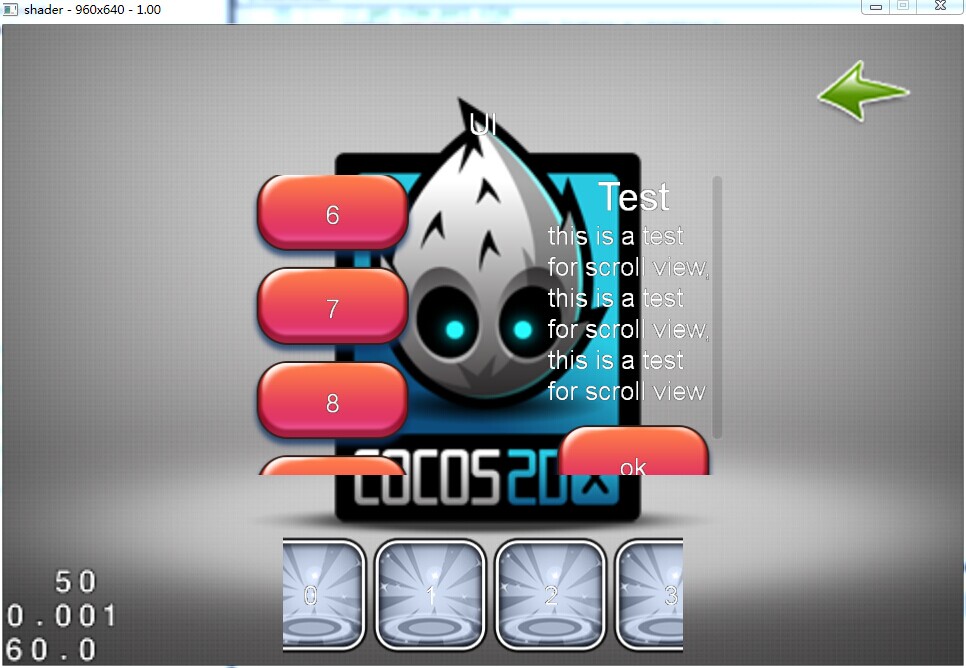 shader - 960x640 - 1.00
UI
6
7
8
Test
this is a test
for scroll view,
this is a test
for scroll view,
this is a test
for scroll view
ok
COCOS2D X
0
1
2
3
50
0.001
60.0